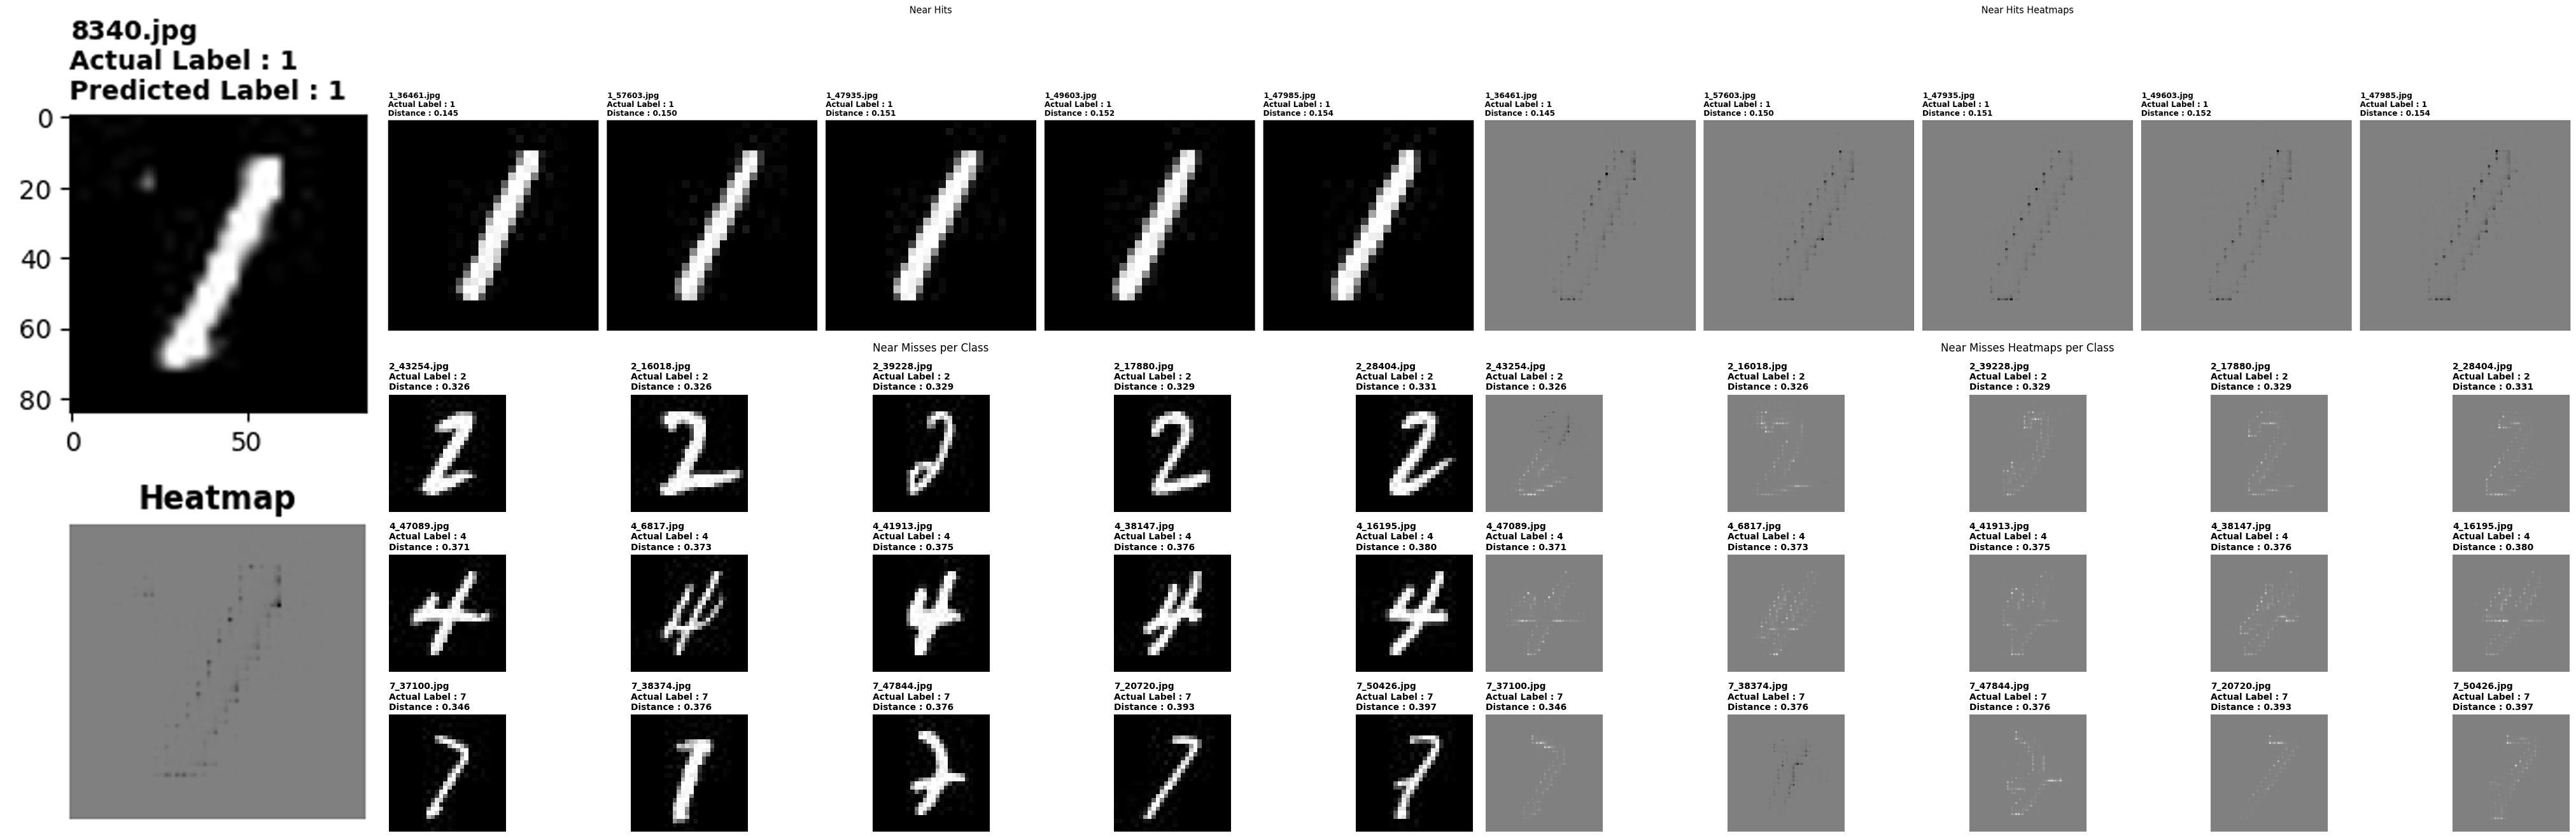 Near Hits
Near Hits Heatmaps
8340.jpg
Actual Label : 1
Predicted Label : 1
0
20
40
60
80
0 50
Heatmap
1_36461.jpg 1_57603.jpg 1_47935.jpg 1_49603.jpg 1_47985.jpg 1_36461.jpg 1_57603.jpg 1_47935.jpg 1_49603.jpg 1_47985.jpg
Actual Label : 1 Actual Label : 1 Actual Label : 1 Actual Label : 1 Actual Label : 1 Actual Label : 1 Actual Label : 1 Actual Label : 1 Actual Label : 1 Actual Label : 1
Distance : 0.145 Distance : 0.150 Distance : 0.151 Distance : 0.152 Distance : 0.154 Distance : 0.145 Distance : 0.150 Distance : 0.151 Distance : 0.152 Distance : 0.154
Near Misses per Class
Near Misses Heatmaps per Class
2_43254.jpg 2_16018.jpg 2_39228.jpg 2_17880.jpg 2_28404.jpg 2_43254.jpg 2_16018.jpg 2_39228.jpg 2_17880.jpg 2_28404.jpg
Actual Label : 2 Actual Label : 2 Actual Label : 2 Actual Label : 2 Actual Label : 2 Actual Label : 2 Actual Label : 2 Actual Label : 2 Actual Label : 2 Actual Label : 2
Distance : 0.326 Distance : 0.326 Distance : 0.329 Distance : 0.329 Distance : 0.331 Distance : 0.326 Distance : 0.326 Distance : 0.329 Distance : 0.329 Distance : 0.331
2 2 2 2 2
4_47089.jpg 4_6817.jpg 4_41913.jpg 4_38147.jpg 4_16195.jpg 4_47089.jpg 4_6817.jpg 4_41913.jpg 4_38147.jpg 4_16195.jpg
Actual Label : 4 Actual Label : 4 Actual Label : 4 Actual Label : 4 Actual Label : 4 Actual Label : 4 Actual Label : 4 Actual Label : 4 Actual Label : 4 Actual Label : 4
Distance : 0.371 Distance : 0.373 Distance : 0.375 Distance : 0.376 Distance : 0.380 Distance : 0.371 Distance : 0.373 Distance : 0.375 Distance : 0.376 Distance : 0.380
4 4 4 4 4
7_37100.jpg 7_38374.jpg 7_47844.jpg 7_20720.jpg 7_50426.jpg 7_37100.jpg 7_38374.jpg 7_47844.jpg 7_20720.jpg 7_50426.jpg
Actual Label : 7 Actual Label : 7 Actual Label : 7 Actual Label : 7 Actual Label : 7 Actual Label : 7 Actual Label : 7 Actual Label : 7 Actual Label : 7 Actual Label : 7
Distance : 0.346 Distance : 0.376 Distance : 0.376 Distance : 0.393 Distance : 0.397 Distance : 0.346 Distance : 0.376 Distance : 0.376 Distance : 0.393 Distance : 0.397
7 7 7 7 7